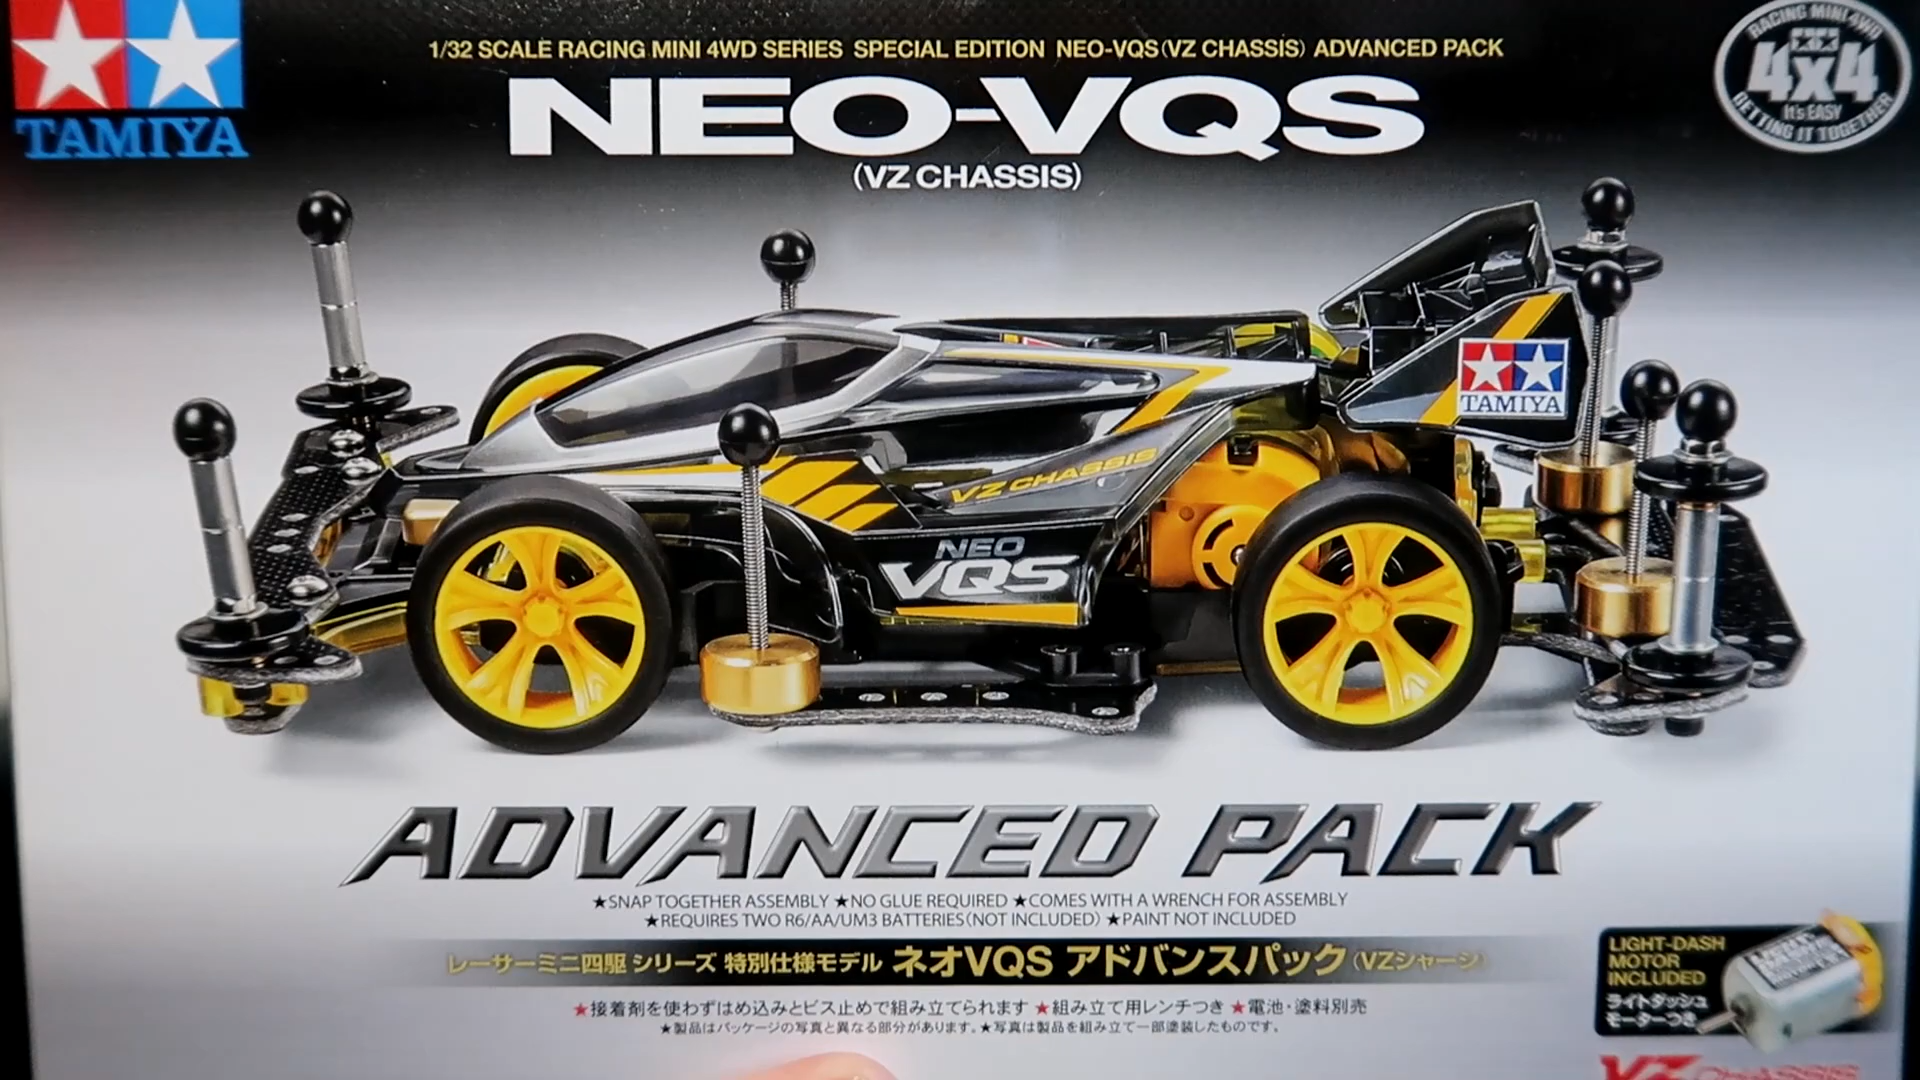 1/32 SCALE RACING MINI 4WD SERIES SPECIAL EDITION NEO-VQS (VZ CHASSIS) ADVANCED PACK
TAMIYA
NEO-VQS
(VZ CHASSIS)
RACING MINI 4WD
4x4
It's EASY
GETTING IT TOGETHER
TAMIYA
VZ CHASSIS
NEO
VQS
ADVANCED PACK
★SNAP TOGETHER ASSEMBLY ★NO GLUE REQUIRED ★COMES WITH A WRENCH FOR ASSEMBLY
★REQUIRES TWO R6/AA/UM3 BATTERIES (NOT INCLUDED) ★PAINT NOT INCLUDED
レーサーミニ四駆 シリーズ 特別仕様モデル ネオVQS アドバンスパック (VZシャーシ)
★接着剤を使わずはめ込みとビス止めで組み立てられます ★組み立て用レンチつき ★電池・塗料別売
★製品はパッケージの写真と異なる部分があります。★写真は製品を組み立て一部塗装したものです。
LIGHT-DASH
MOTOR
INCLUDED
ライトダッシュ
モーターつき
VZ CHASSIS